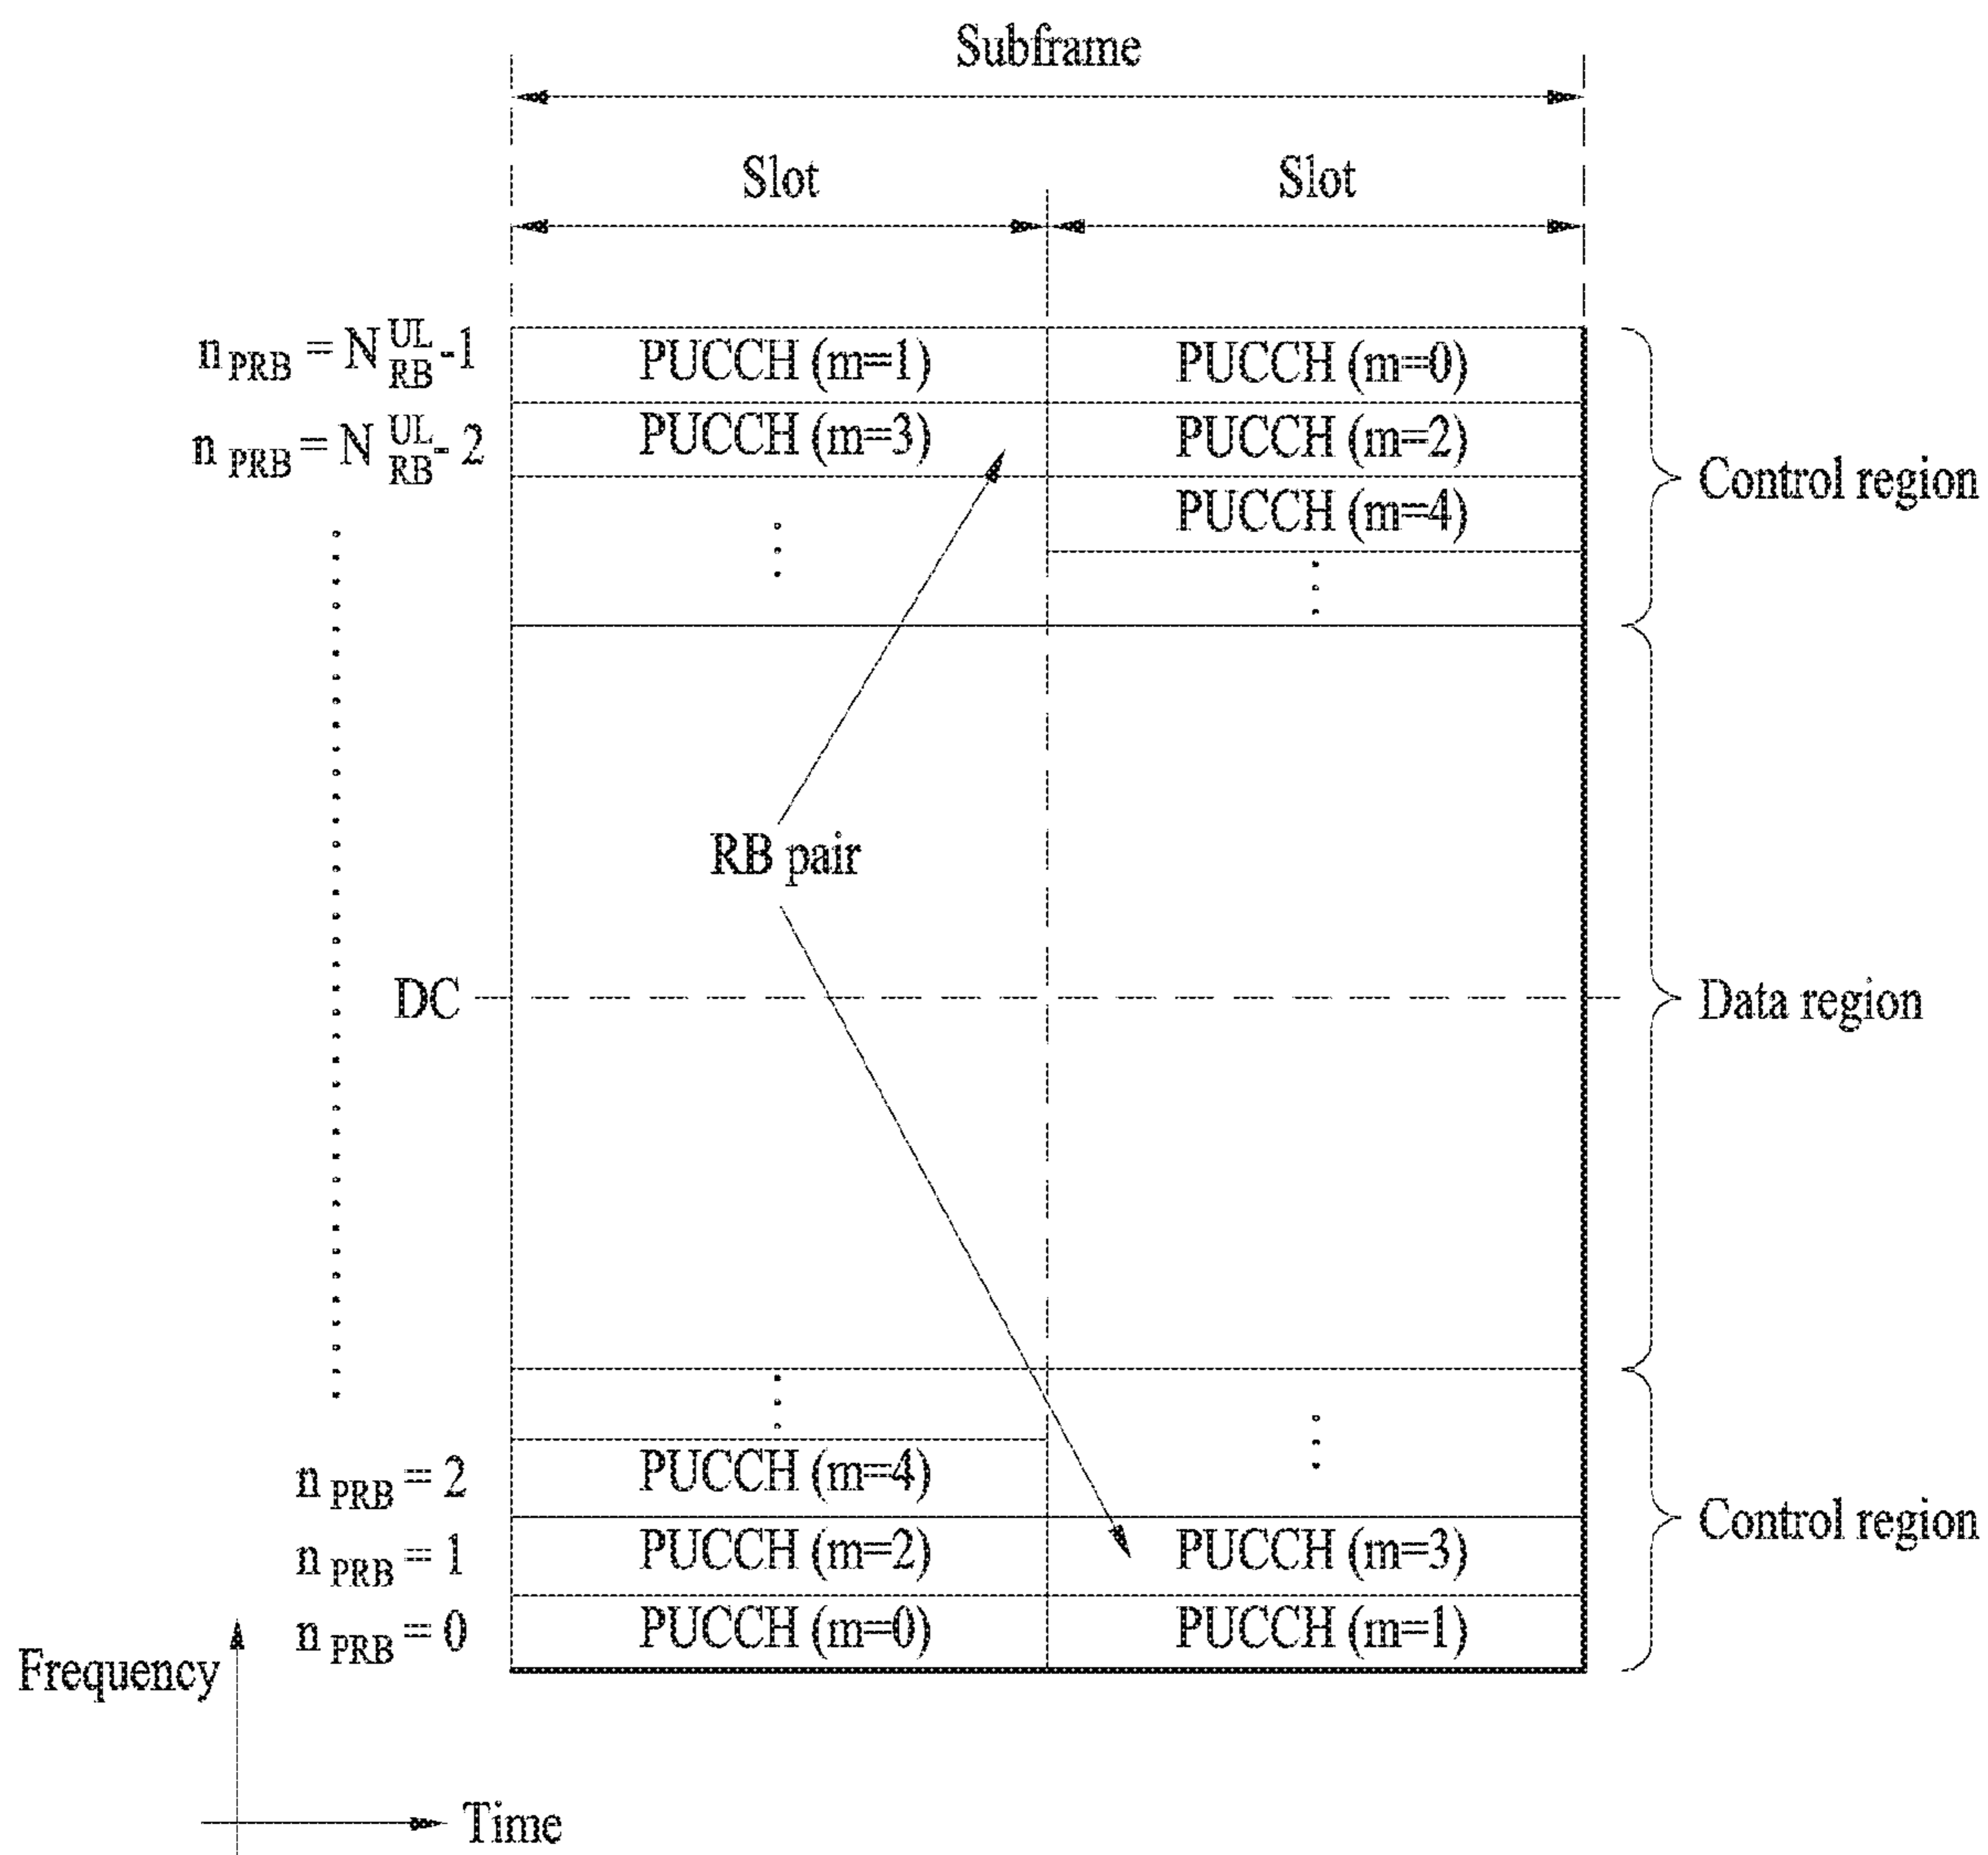 Subframe
Slot Slot
n PRB = N UL RB -1 PUCCH (m=1) PUCCH (m=0)
n PRB = N UL RB - 2 PUCCH (m=3) PUCCH (m=2)
PUCCH (m=4)
Control region
RB pair
DC
Data region
n PRB = 2 PUCCH (m=4)
Control region
n PRB = 1 PUCCH (m=2) PUCCH (m=3)
n PRB = 0 PUCCH (m=0) PUCCH (m=1)
Frequency
Time